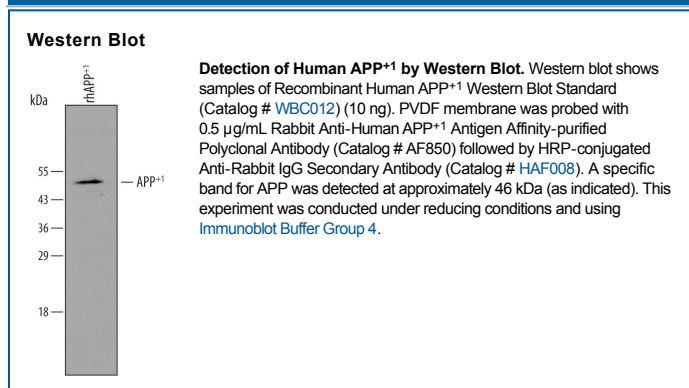 Western Blot
kDa
rhAPP+1
55
43
36
29
18
APP+1
Detection of Human APP+1 by Western Blot. Western blot shows
samples of Recombinant Human APP+1 Western Blot Standard
(Catalog # WBC012) (10 ng). PVDF membrane was probed with
0.5 µg/mL Rabbit Anti-Human APP+1 Antigen Affinity-purified
Polyclonal Antibody (Catalog # AF850) followed by HRP-conjugated
Anti-Rabbit IgG Secondary Antibody (Catalog # HAF008). A specific
band for APP was detected at approximately 46 kDa (as indicated). This
experiment was conducted under reducing conditions and using
Immunoblot Buffer Group 4.